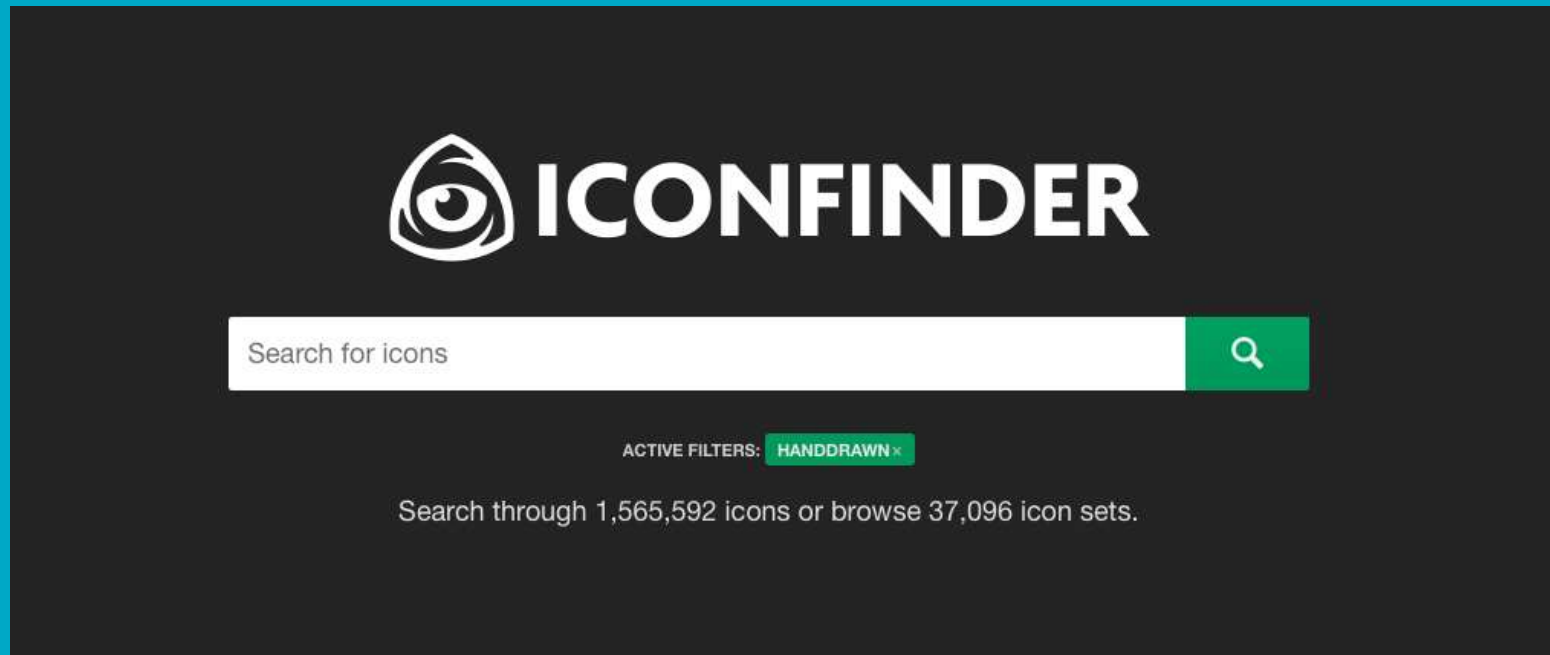 ICONFINDER
Search for icons
ACTIVE FILTERS: HANDDRAWN×
Search through 1,565,592 icons or browse 37,096 icon sets.